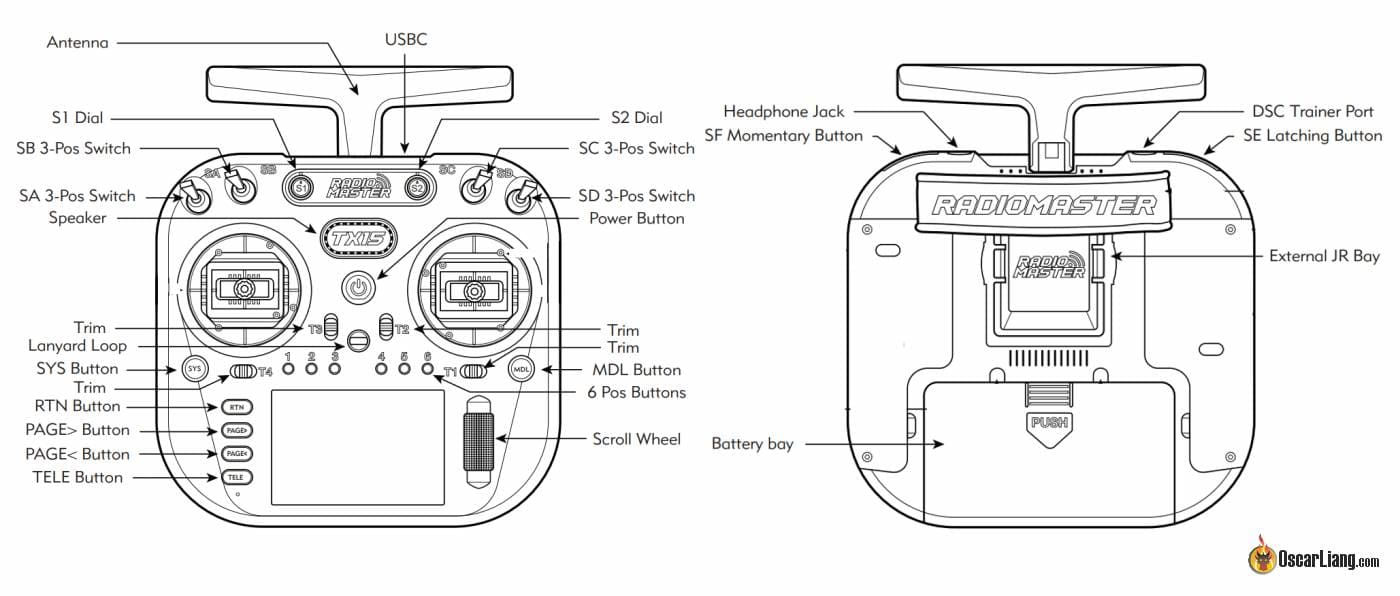 Antenna
USBC
S1 Dial
S2 Dial
SB 3-Pos Switch
SC 3-Pos Switch
SA 3-Pos Switch
SD 3-Pos Switch
Speaker
Power Button
SA
SB
SC
SD
S1
RADIO
MASTER
S2
TX15
Trim
T3
T2
Trim
Lanyard Loop
Trim
1 2 3 4 5 6
SYS Button
SYS
T4
T1
MDL
MDL Button
Trim
6 Pos Buttons
RTN Button
RTN
PAGE> Button
PAGE>
Scroll Wheel
PAGE< Button
PAGE<
TELE Button
TELE
Headphone Jack
DSC Trainer Port
SF Momentary Button
SE Latching Button
RADIOMASTER
External JR Bay
RADIO
MASTER
PUSH
Battery bay
OscarLiang.com